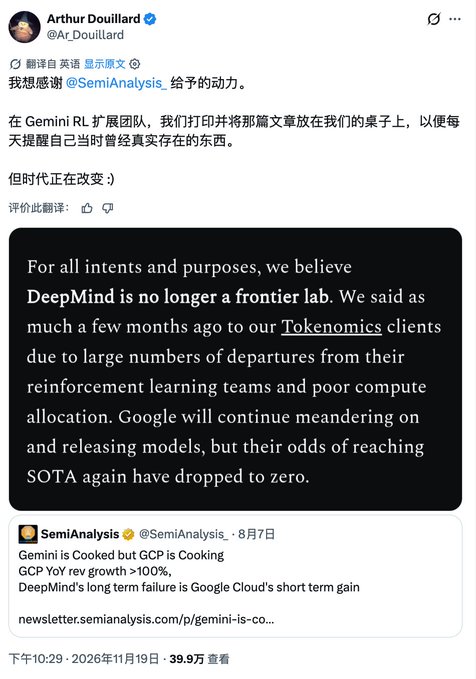 Arthur Douillard
@Ar_Douillard
翻译自 英语 显示原文
我想感谢 @SemiAnalysis_ 给予的动力。
在 Gemini RL 扩展团队，我们打印并将那篇文章放在我们的桌子上，以便每
天提醒自己当时曾经真实存在的东西。
但时代正在改变 :)
评价此翻译：
For all intents and purposes, we believe
DeepMind is no longer a frontier lab. We said as
much a few months ago to our Tokenomics clients
due to large numbers of departures from their
reinforcement learning teams and poor compute
allocation. Google will continue meandering on
and releasing models, but their odds of reaching
SOTA again have dropped to zero.
SemiAnalysis @SemiAnalysis_ · 8月7日
Gemini is Cooked but GCP is Cooking
GCP YoY rev growth >100%,
DeepMind's long term failure is Google Cloud's short term gain
newsletter.semianalysis.com/p/gemini-is-co...
下午10:29 · 2026年11月19日 · 39.9万 查看